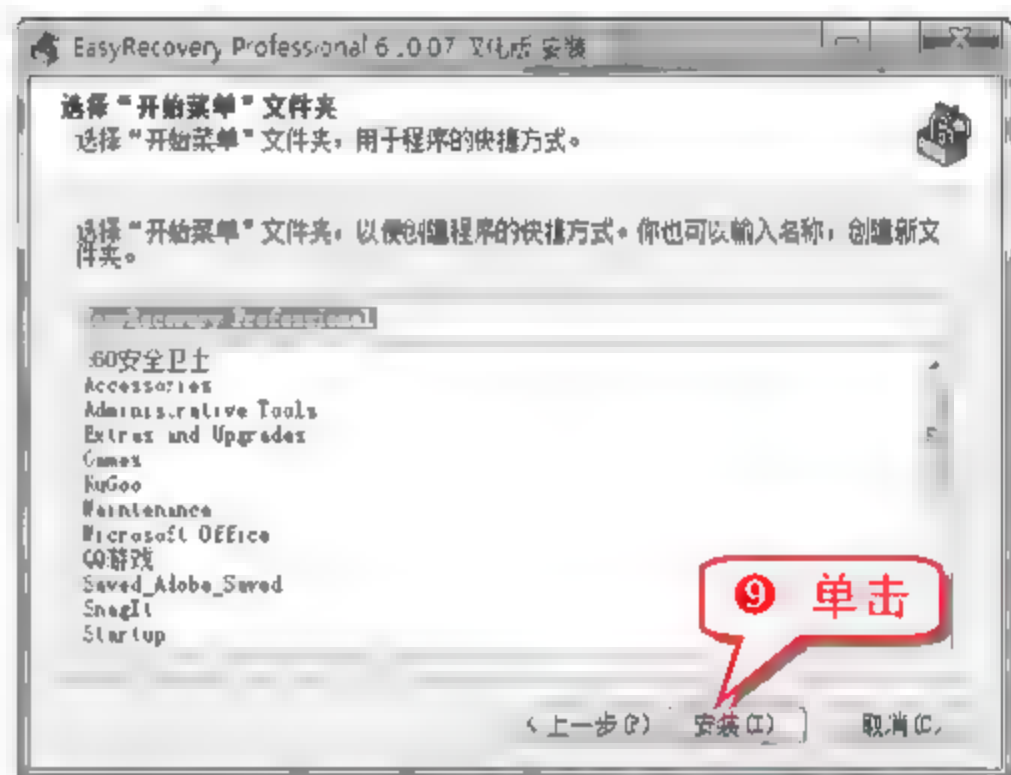 EasyRecovery Professional 6.0.07 汉化版 安装
选择“开始菜单”文件夹
选择“开始菜单”文件夹,用于程序的快捷方式。
选择“开始菜单”文件夹,以便创建程序的快捷方式。你也可以输入名称,创建新文
件夹。
EasyRecovery Professional
360安全卫士
Accessories
Administrative Tools
Extras and Upgrades
Games
KuGoo
Maintenance
Microsoft Office
QQ游戏
Saved_Adobe_Saved
SnagIt
Startup
❾ 单击
<上一步(P) 安装(I) 取消(C)